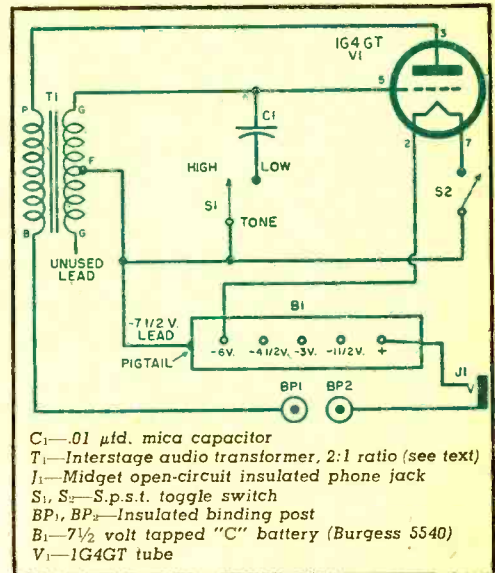 1G4 GT
V1
3
5
2
7
P
T1
G
F
B
G
C1
HIGH
LOW
S1
TONE
S2
UNUSED
LEAD
-7 1/2 V.
LEAD
PIGTAIL
B1
-6V. -4 1/2V. -3V. -1 1/2V. +
J1
BP1 BP2
C₁—.01 μfd. mica capacitor
T₁—Interstage audio transformer, 2:1 ratio (see text)
J₁—Midget open-circuit insulated phone jack
S₁, S₂—S.p.s.t. toggle switch
BP₁, BP₂—Insulated binding post
B₁—7½ volt tapped "C" battery (Burgess 5540)
V₁—1G4GT tube